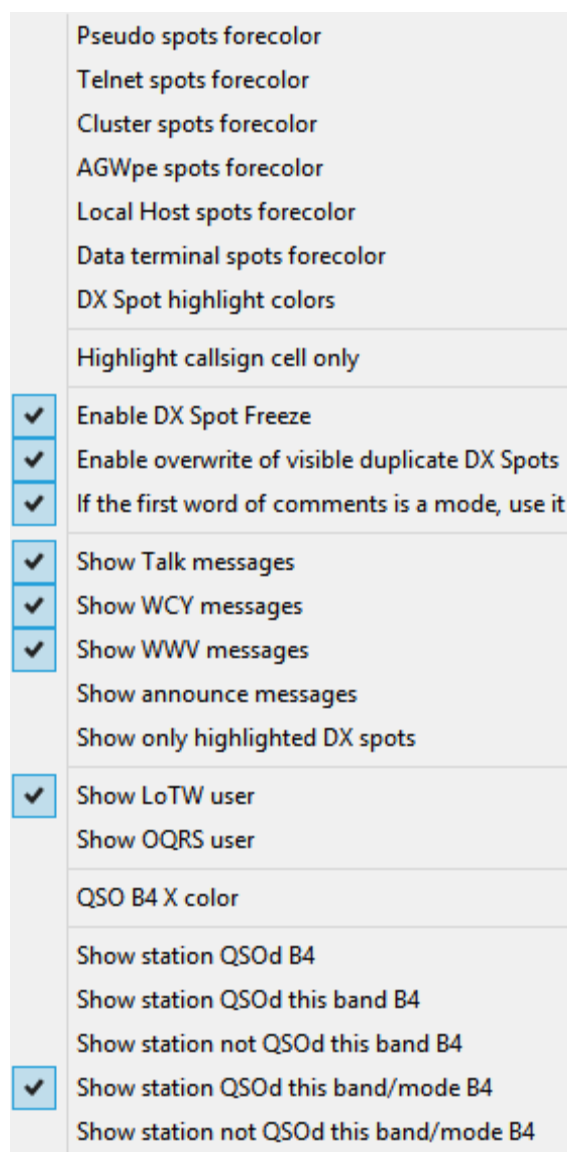 Pseudo spots forecolor
Telnet spots forecolor
Cluster spots forecolor
AGWpe spots forecolor
Local Host spots forecolor
Data terminal spots forecolor
DX Spot highlight colors
Highlight callsign cell only
Enable DX Spot Freeze
Enable overwrite of visible duplicate DX Spots
If the first word of comments is a mode, use it
Show Talk messages
Show WCY messages
Show WWV messages
Show announce messages
Show only highlighted DX spots
Show LoTW user
Show OQRS user
QSO B4 X color
Show station QSOd B4
Show station QSOd this band B4
Show station not QSOd this band B4
Show station QSOd this band/mode B4
Show station not QSOd this band/mode B4